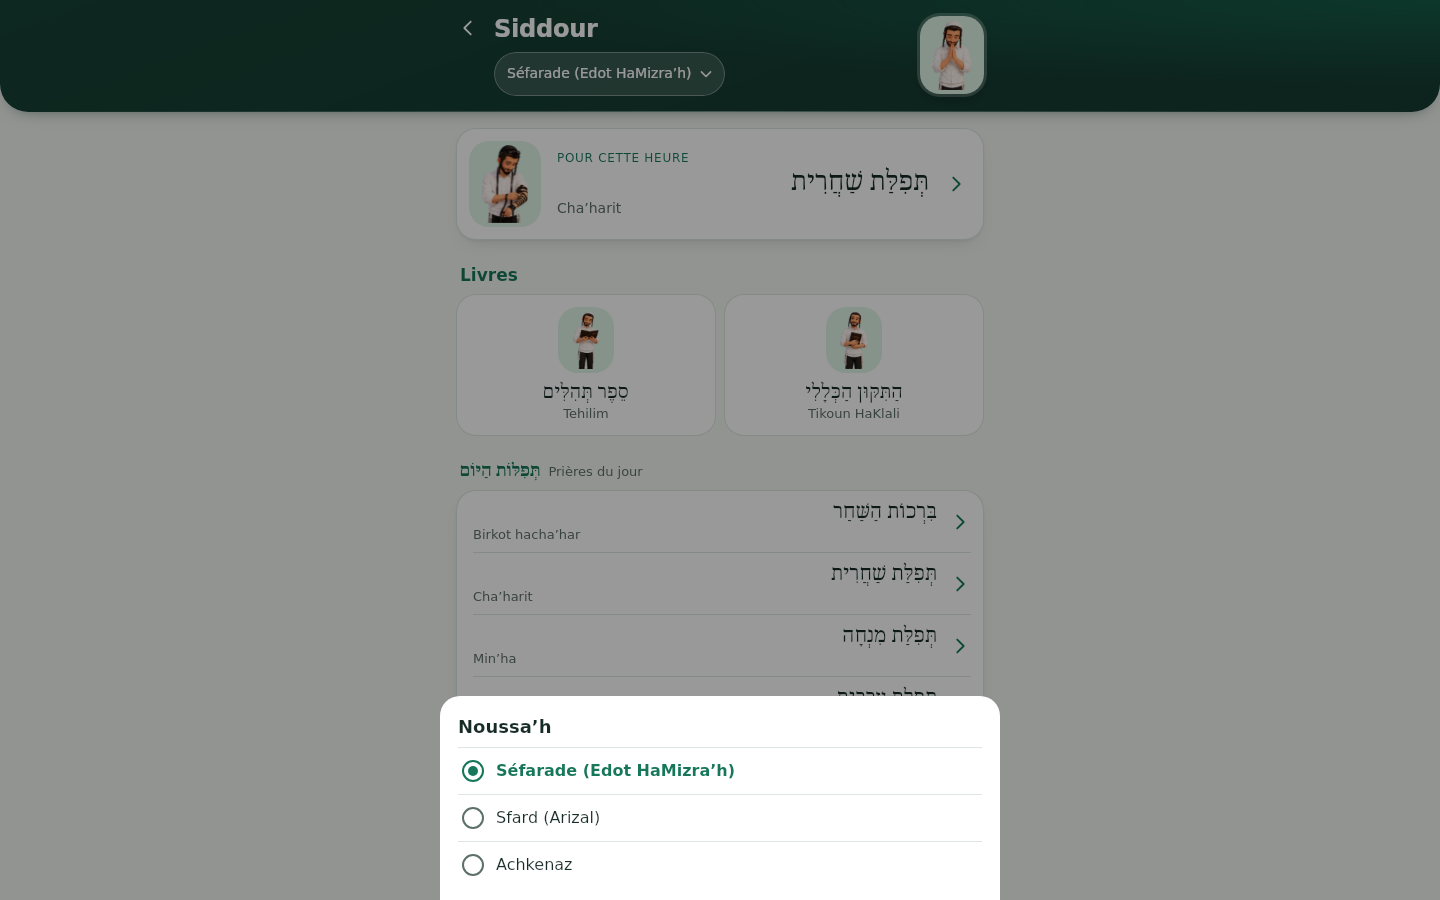 Siddour
Séfarade (Edot HaMizra’h)
POUR CETTE HEURE
תְּפִלַּת שַׁחֲרִית
Cha’harit
Livres
סֵפֶר תְּהִלִּים
Tehilim
הַתִּקּוּן הַכְּלָלִי
Tikoun HaKlali
תְּפִלּוֹת הַיּוֹם Prières du jour
בִּרְכוֹת הַשַּׁחַר
Birkot hacha’har
תְּפִלַּת שַׁחֲרִית
Cha’harit
תְּפִלַּת מִנְחָה
Min’ha
Noussa’h
Séfarade (Edot HaMizra’h)
Sfard (Arizal)
Achkenaz